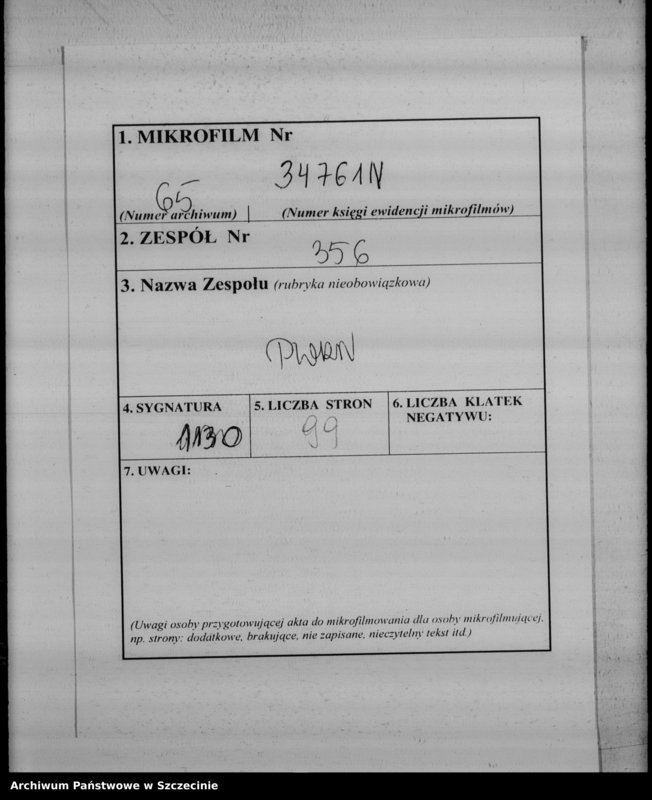 1. MIKROFILM Nr
65 34761N
(Numer archiwum) | (Numer księgi ewidencji mikrofilmów)
2. ZESPÓŁ Nr
356
3. Nazwa Zespołu (rubryka nieobowiązkowa)
PWRN
4. SYGNATURA
1130
5. LICZBA STRON
99
6. LICZBA KLATEK
NEGATYWU:
7. UWAGI:
(Uwagi osoby przygotowującej akta do mikrofilmowania dla osoby mikrofilmującej.
np. strony: dodatkowe, brakujące, nie zapisane, nieczytelny tekst itd.)
Archiwum Państwowe w Szczecinie